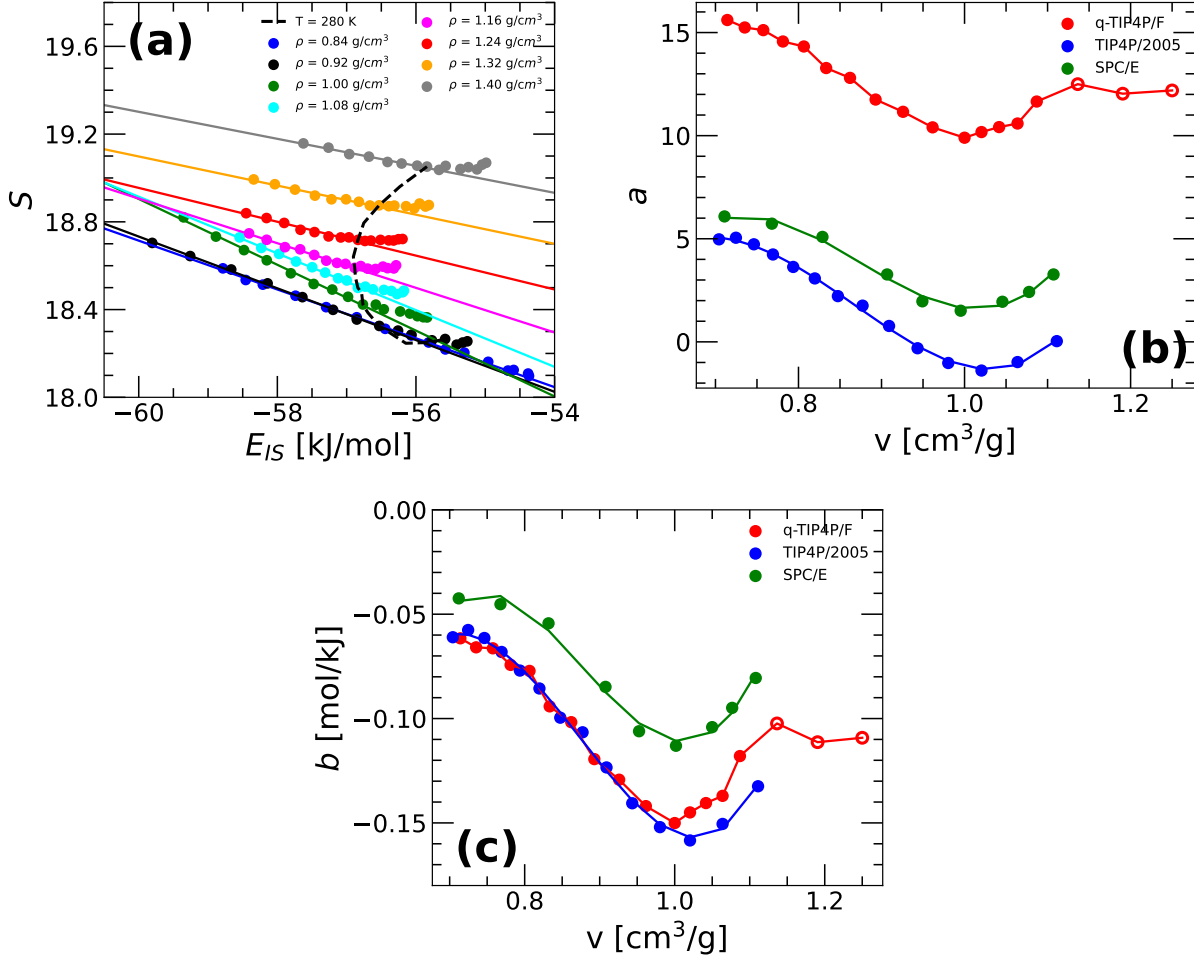 (a)
T = 280 K
ρ = 0.84 g/cm³
ρ = 0.92 g/cm³
ρ = 1.00 g/cm³
ρ = 1.08 g/cm³
ρ = 1.16 g/cm³
ρ = 1.24 g/cm³
ρ = 1.32 g/cm³
ρ = 1.40 g/cm³
19.6
19.2
18.8
18.4
18.0
S
−60
−58
−56
−54
E_IS [kJ/mol]
q-TIP4P/F
TIP4P/2005
SPC/E
15
10
5
0
a
(b)
0.8
1.0
1.2
v [cm³/g]
q-TIP4P/F
TIP4P/2005
SPC/E
0.00
−0.05
−0.10
−0.15
b [mol/kJ]
(c)
0.8
1.0
1.2
v [cm³/g]